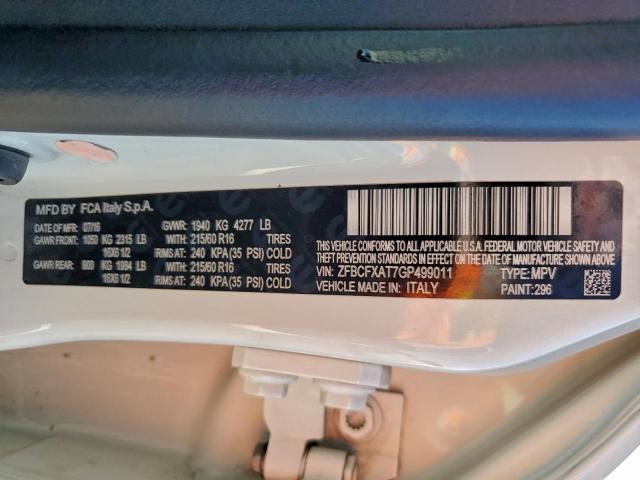 MFD BY FCA Italy S.p.A.
DATE OF MFR: 07/16 GVWR: 1940 KG 4277 LB
GAWR FRONT: 1050 KG 2315 LB WITH: 215/60 R16 TIRES
16X6 1/2 RIMS AT: 240 KPA (35 PSI) COLD
GAWR REAR: 900 KG 1984 LB WITH: 215/60 R16 TIRES
16X6 1/2 RIMS AT: 240 KPA (35 PSI) COLD
THIS VEHICLE CONFORMS TO ALL APPLICABLE U.S.A. FEDERAL MOTOR VEHICLE SAFETY, BUMPER AND
THEFT PREVENTION STANDARDS IN EFFECT ON THE DATE OF MANUFACTURE SHOWN ABOVE.
VIN: ZFBCFXAT7GP499011 TYPE: MPV
VEHICLE MADE IN: ITALY PAINT: 296